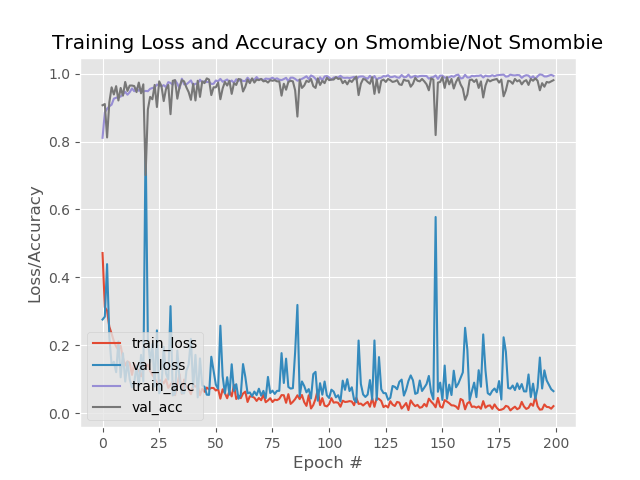 Training Loss and Accuracy on Smombie/Not Smombie
Loss/Accuracy
1.0
0.8
0.6
0.4
0.2
0.0
train_loss
val_loss
train_acc
val_acc
0 25 50 75 100 125 150 175 200
Epoch #